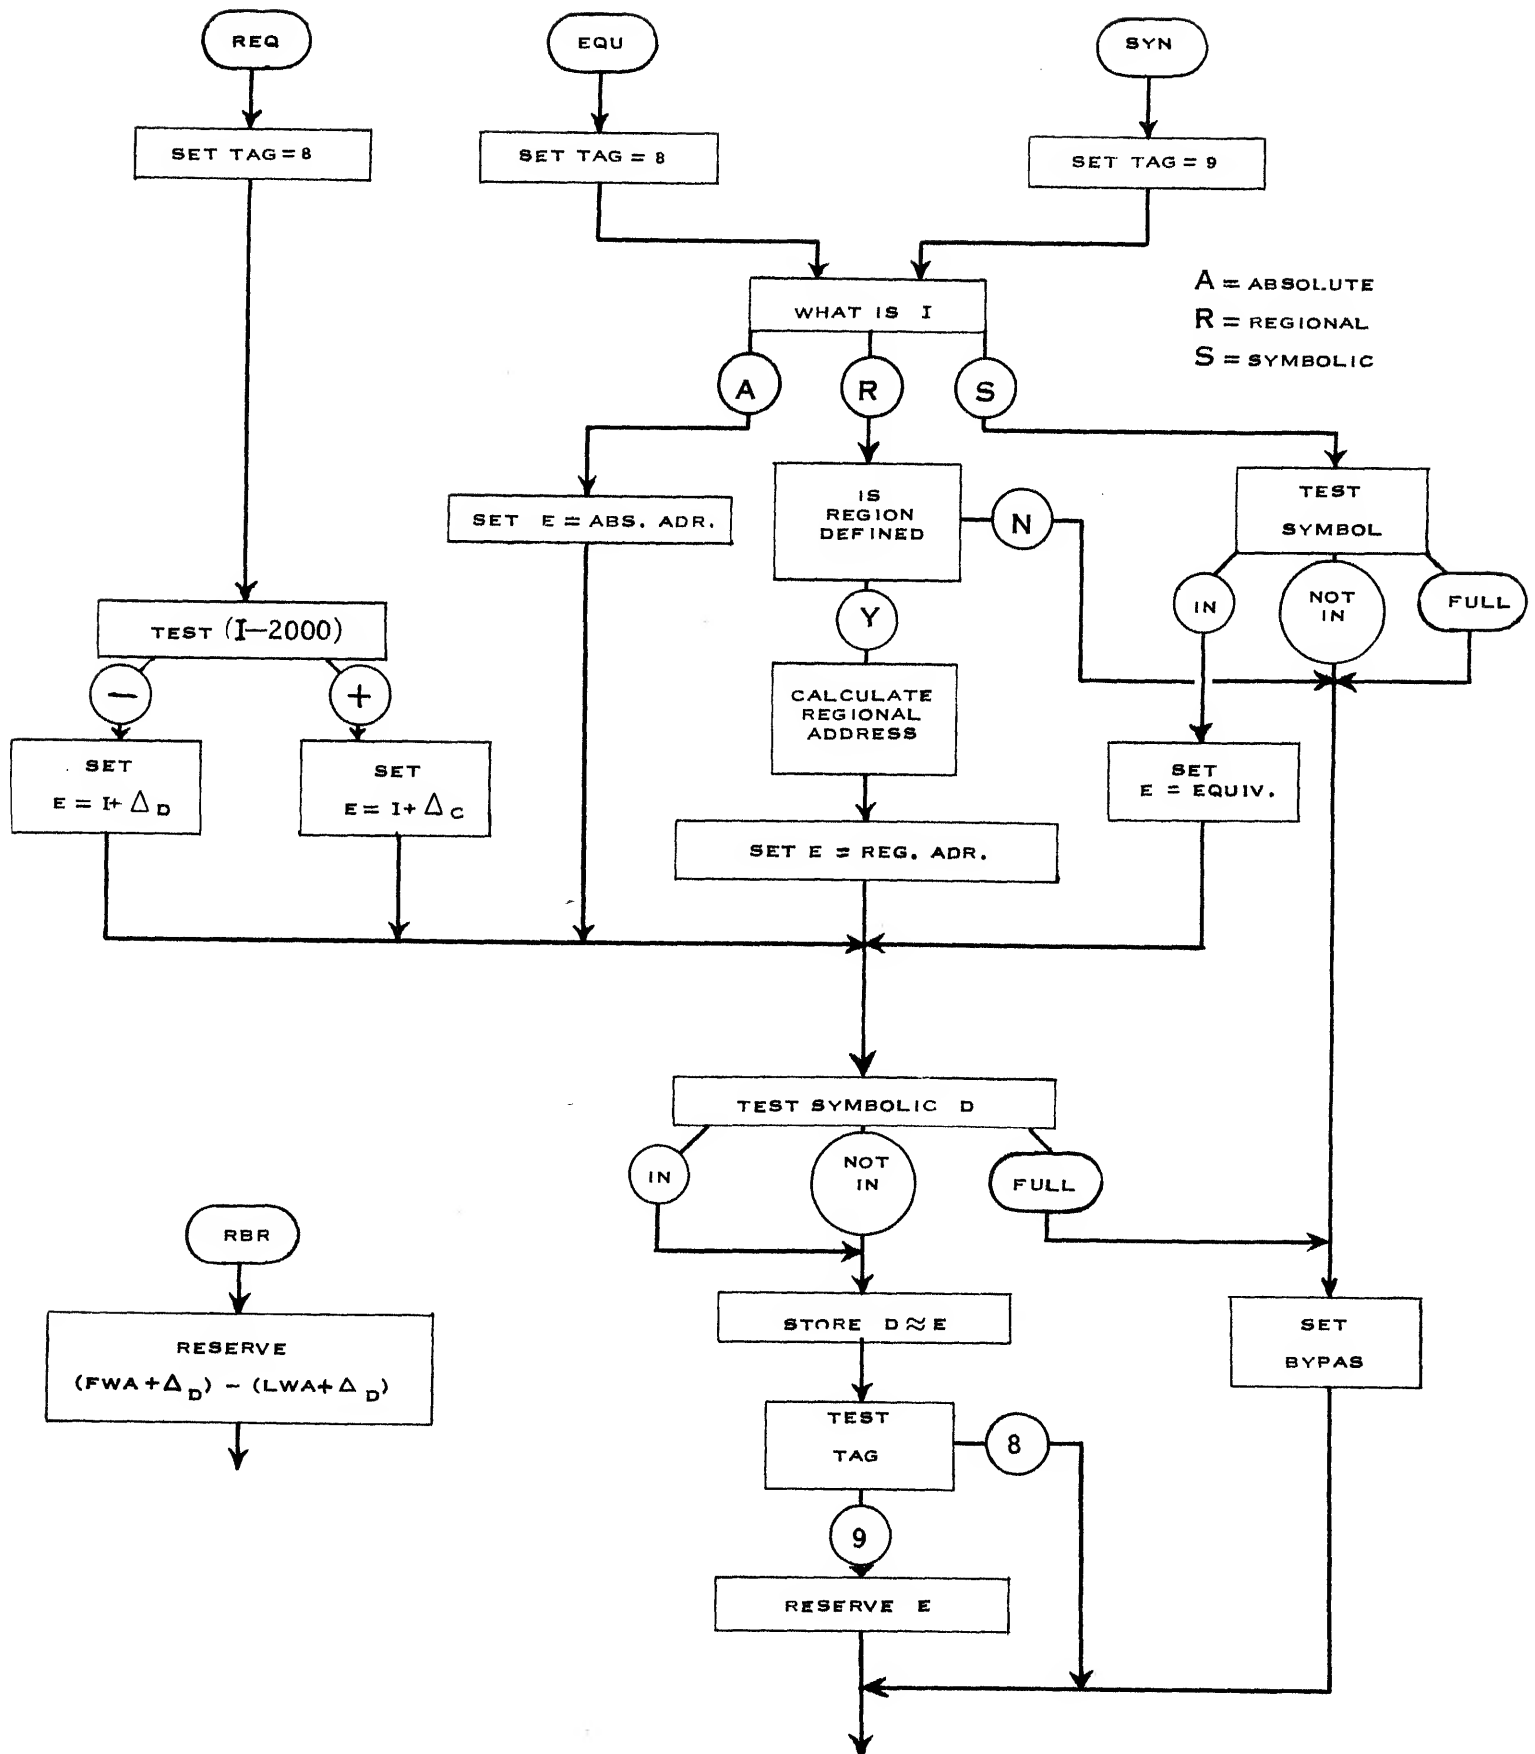 REQ
EQU
SYN
SET TAG = 8
SET TAG = 8
SET TAG = 9
WHAT IS I
A = ABSOLUTE
R = REGIONAL
S = SYMBOLIC
A
R
S
SET E = ABS. ADR.
IS
REGION
DEFINED
N
Y
TEST
SYMBOL
IN
NOT
IN
FULL
TEST (I-2000)
−
+
SET
E = I+ Δ D
SET
E = I+ Δ C
CALCULATE
REGIONAL
ADDRESS
SET E = REG. ADR.
SET
E = EQUIV.
TEST SYMBOLIC D
IN
NOT
IN
FULL
RBR
RESERVE
(FWA+Δ D) − (LWA+Δ D)
STORE D ≈ E
SET
BYPAS
TEST
TAG
8
9
RESERVE E